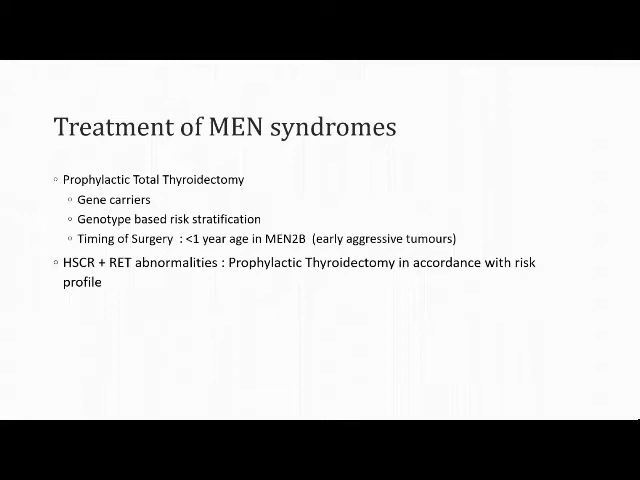 Treatment of MEN syndromes
◦ Prophylactic Total Thyroidectomy
◦ Gene carriers
◦ Genotype based risk stratification
◦ Timing of Surgery : <1 year age in MEN2B (early aggressive tumours)
◦ HSCR + RET abnormalities : Prophylactic Thyroidectomy in accordance with risk
profile